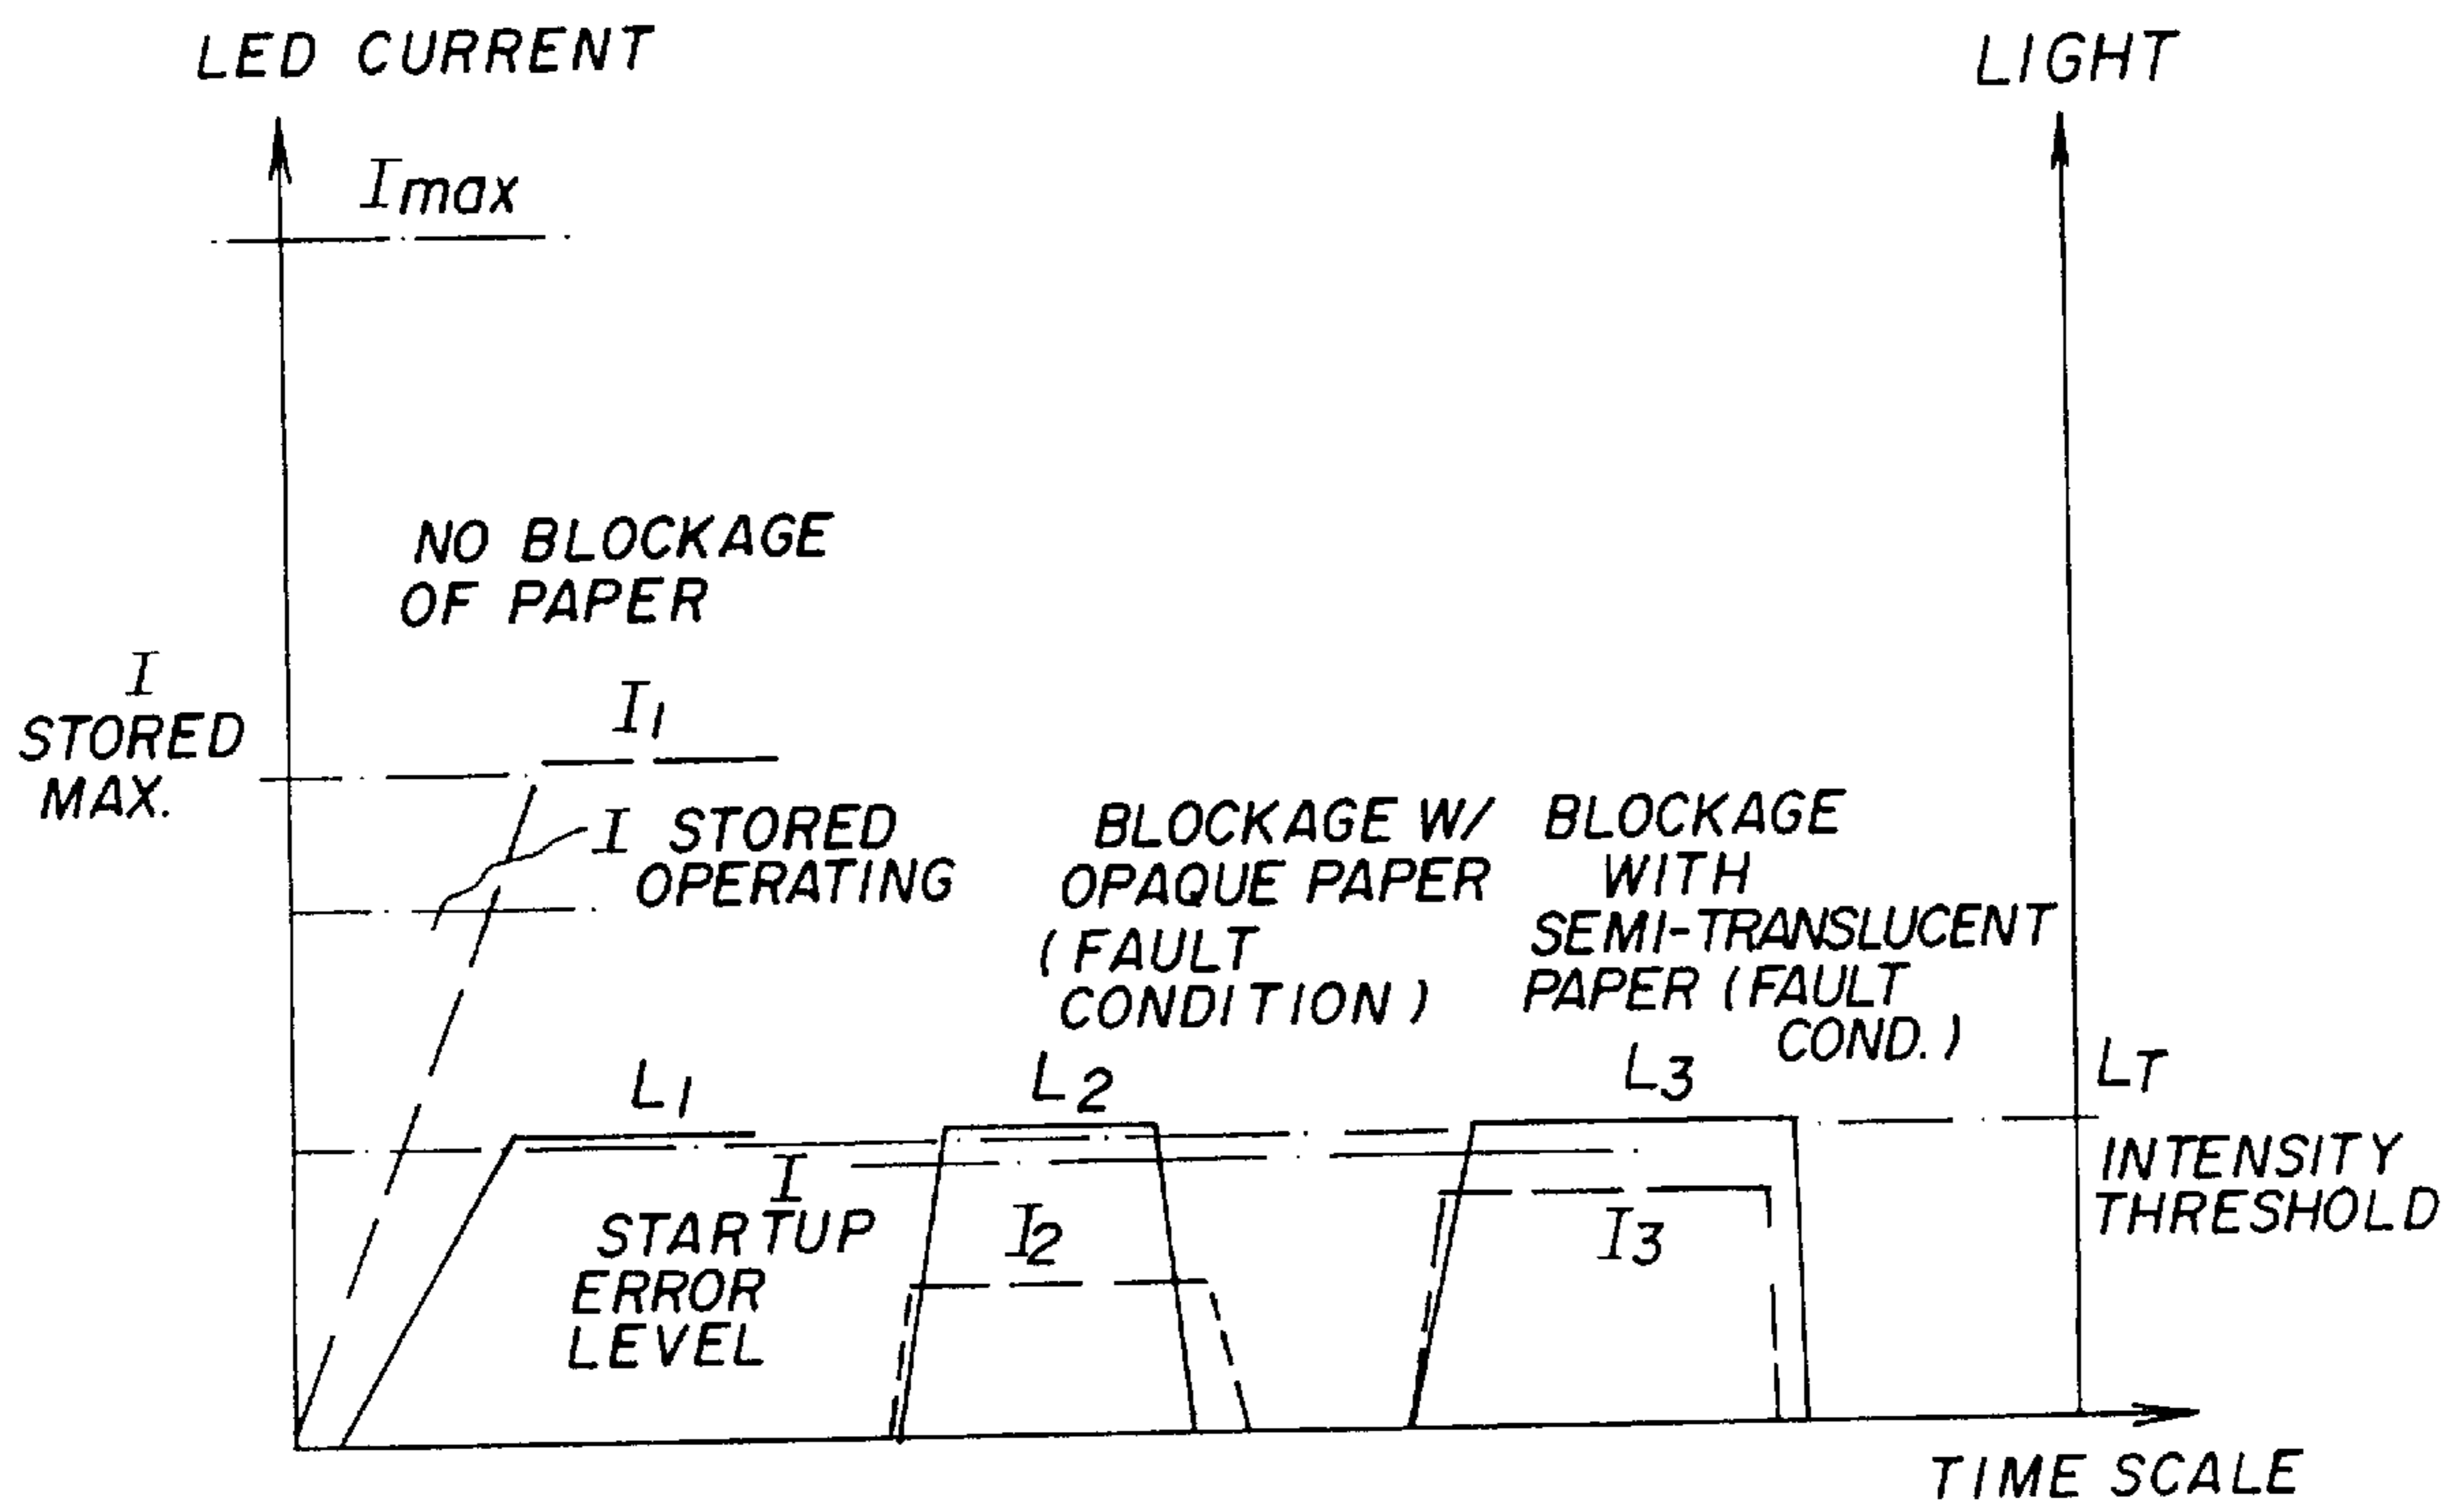 LED CURRENT
LIGHT
Imax
NO BLOCKAGE
OF PAPER
I
STORED
MAX.
I1
I STORED
OPERATING
BLOCKAGE W/
OPAQUE PAPER
(FAULT
CONDITION)
BLOCKAGE
WITH
SEMI-TRANSLUCENT
PAPER (FAULT
COND.)
L1
L2
L3
LT
INTENSITY
THRESHOLD
I
STARTUP
ERROR
LEVEL
I2
I3
TIME SCALE